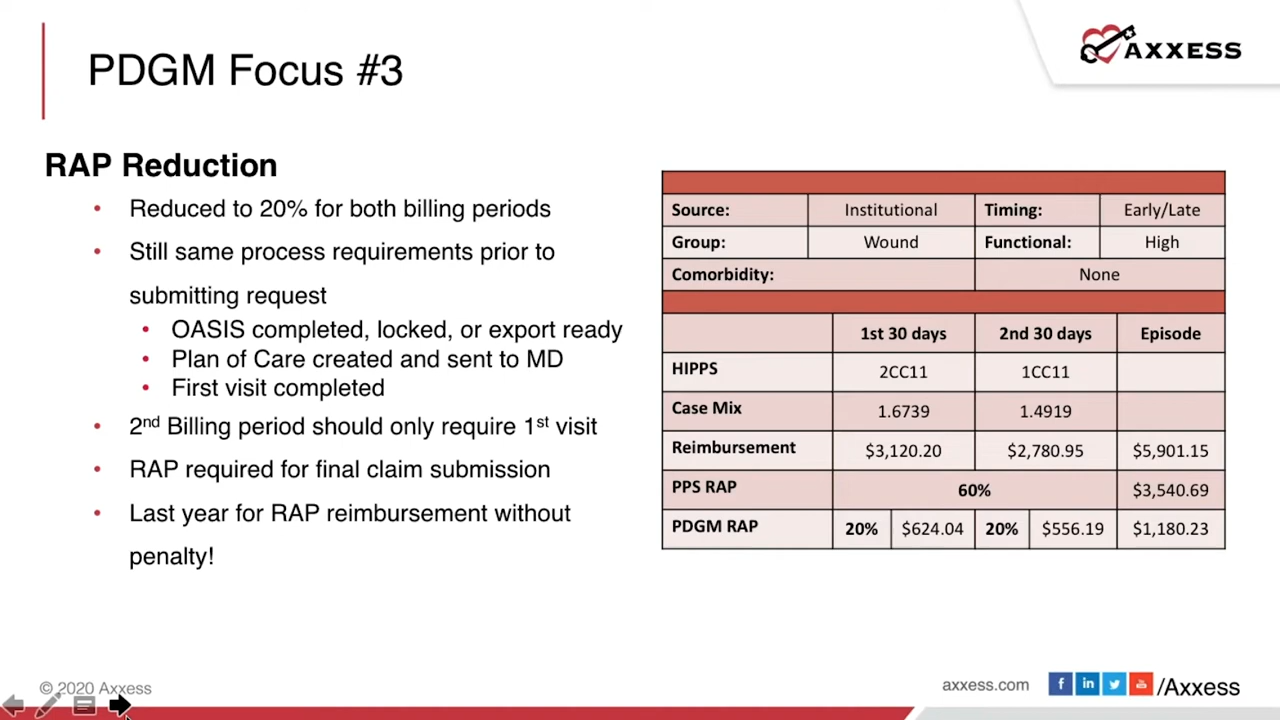 PDGM Focus #3
AXXESS
RAP Reduction
• Reduced to 20% for both billing periods
• Still same process requirements prior to
submitting request
• OASIS completed, locked, or export ready
• Plan of Care created and sent to MD
• First visit completed
• 2nd Billing period should only require 1st visit
• RAP required for final claim submission
• Last year for RAP reimbursement without
penalty!
Source: Institutional Timing: Early/Late
Group: Wound Functional: High
Comorbidity: None
1st 30 days 2nd 30 days Episode
HIPPS 2CC11 1CC11
Case Mix 1.6739 1.4919
Reimbursement $3,120.20 $2,780.95 $5,901.15
PPS RAP 60% $3,540.69
PDGM RAP 20% $624.04 20% $556.19 $1,180.23
© 2020 Axxess
axxess.com f in You Tube /Axxess